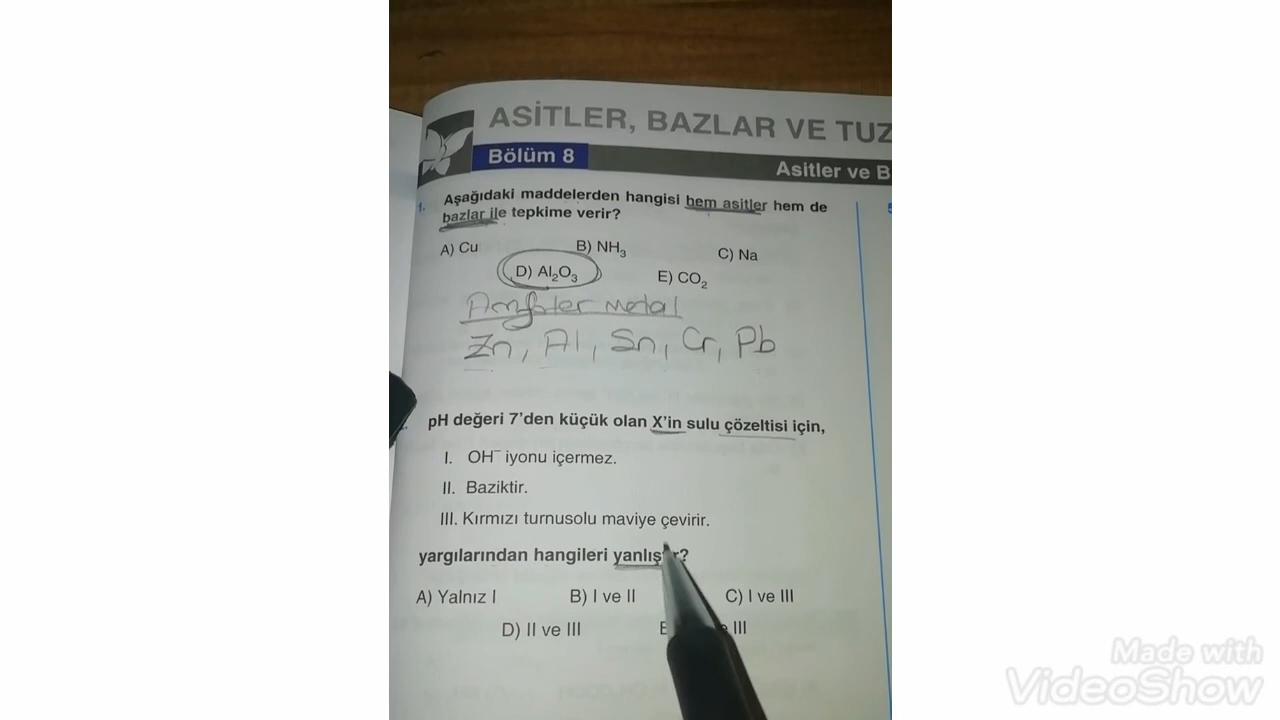 ASİTLER, BAZLAR VE TUZ
Bölüm 8
Asitler ve B
1. Aşağıdaki maddelerden hangisi hem asitler hem de
bazlar ile tepkime verir?
A) Cu B) NH₃ C) Na
D) Al₂O₃ E) CO₂
Amfoter metal
Zn, Al, Sn, Cr, Pb
pH değeri 7'den küçük olan X'in sulu çözeltisi için,
I. OH⁻ iyonu içermez.
II. Baziktir.
III. Kırmızı turnusolu maviye çevirir.
yargılarından hangileri yanlıştır?
A) Yalnız I B) I ve II C) I ve III
D) II ve III III
Made with
VideoShow